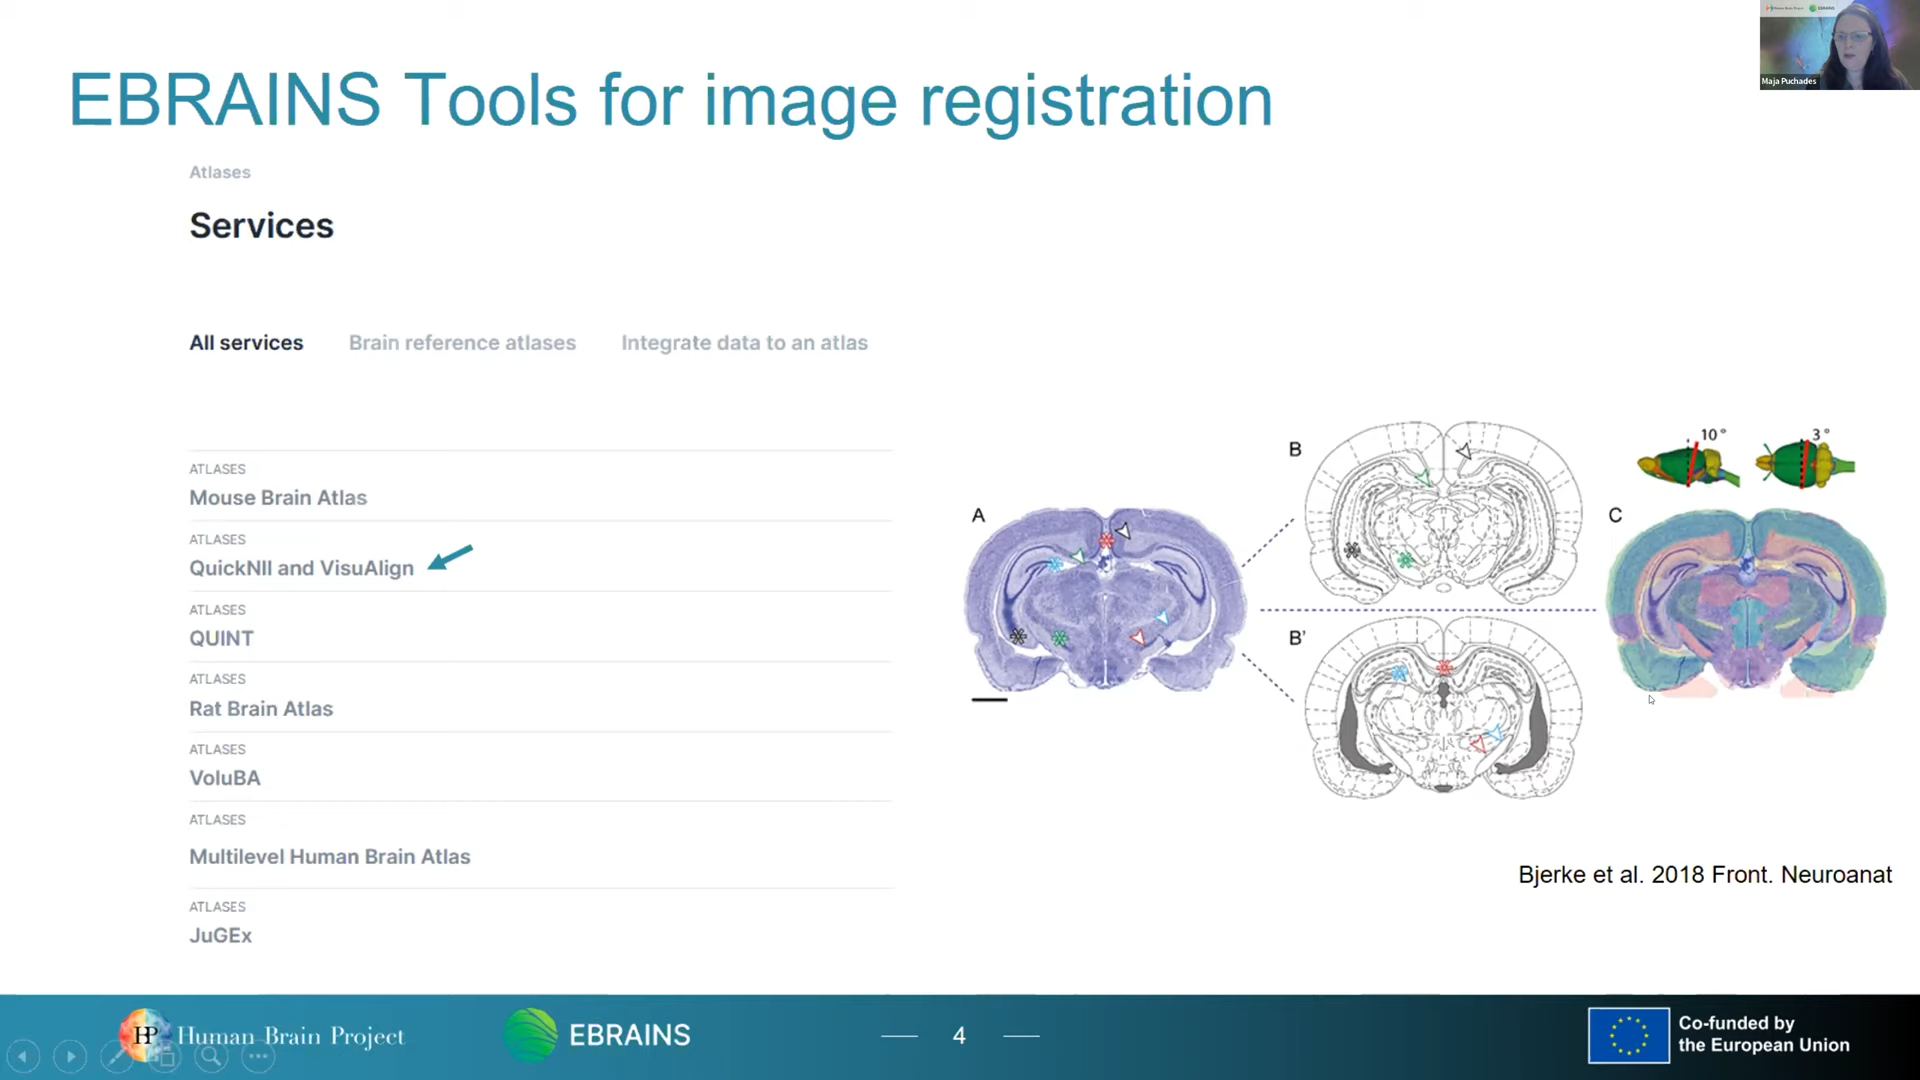 EBRAINS Tools for image registration
Maja Puchades
Atlases
Services
All services
Brain reference atlases
Integrate data to an atlas
ATLASES
Mouse Brain Atlas
ATLASES
QuickNII and VisuAlign
ATLASES
QUINT
ATLASES
Rat Brain Atlas
ATLASES
VoluBA
ATLASES
Multilevel Human Brain Atlas
ATLASES
JuGEx
A
B
B'
C
10 °
3 °
Bjerke et al. 2018 Front. Neuroanat
HP Human Brain Project
EBRAINS
4
Co-funded by
the European Union